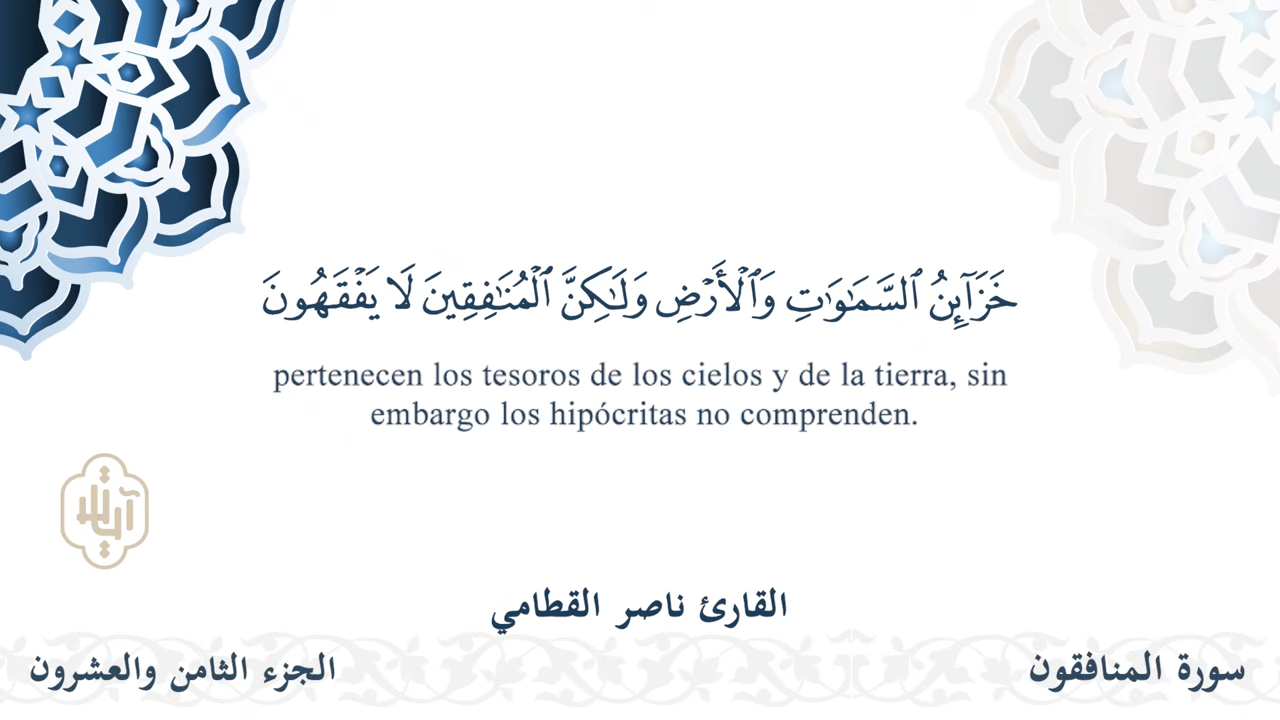 خَزَآئِنُ ٱلسَّمَٰوَٰتِ وَٱلْأَرْضِ وَلَٰكِنَّ ٱلْمُنَٰفِقِينَ لَا يَفْقَهُونَ
pertenecen los tesoros de los cielos y de la tierra, sin
embargo los hipócritas no comprenden.
القارئ ناصر القطامي
سورة المنافقون
الجزء الثامن والعشرون